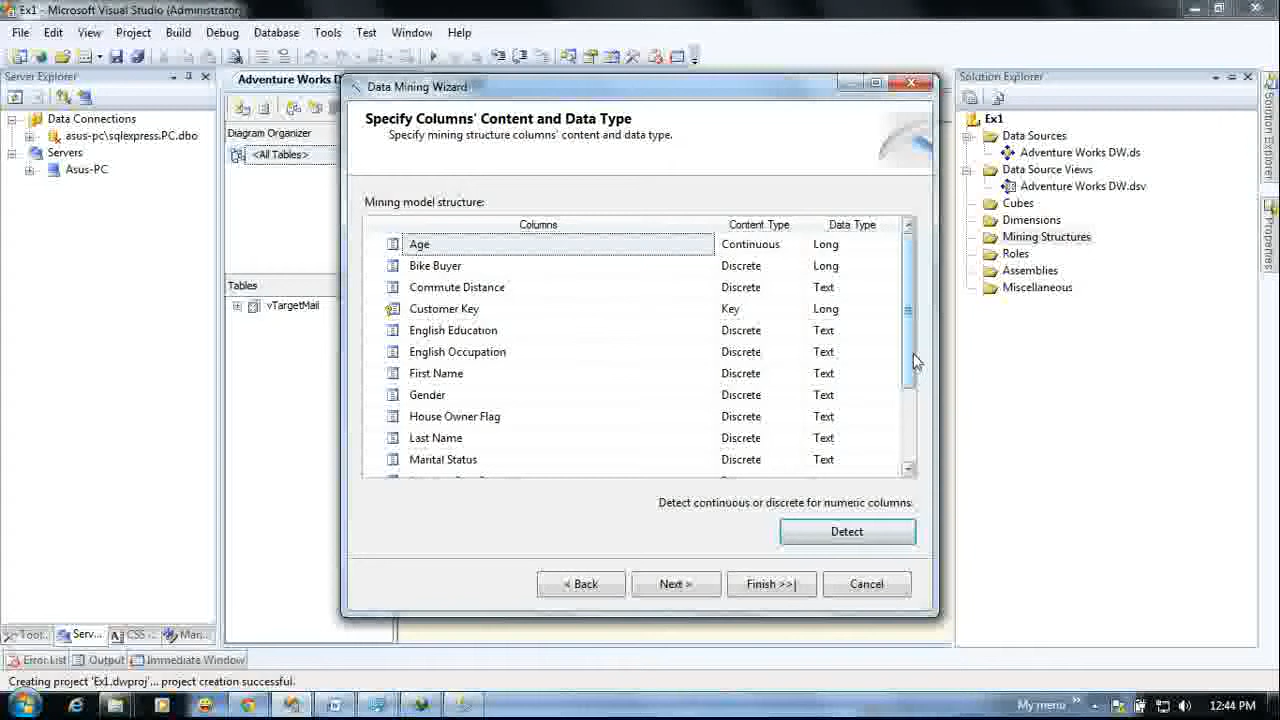 Ex1 - Microsoft Visual Studio (Administrator)
File Edit View Project Build Debug Database Tools Test Window Help
Server Explorer
Data Connections
asus-pc\sqlexpress.PC.dbo
Servers
Asus-PC
Adventure Works D
Diagram Organizer
<All Tables>
Tables
vTargetMail
Data Mining Wizard
Specify Columns' Content and Data Type
Specify mining structure columns' content and data type.
Mining model structure:
Columns Content Type Data Type
Age Continuous Long
Bike Buyer Discrete Long
Commute Distance Discrete Text
Customer Key Key Long
English Education Discrete Text
English Occupation Discrete Text
First Name Discrete Text
Gender Discrete Text
House Owner Flag Discrete Text
Last Name Discrete Text
Marital Status Discrete Text
Detect continuous or discrete for numeric columns.
Detect
< Back Next > Finish >>| Cancel
Solution Explorer
Ex1
Data Sources
Adventure Works DW.ds
Data Source Views
Adventure Works DW.dsv
Cubes
Dimensions
Mining Structures
Roles
Assemblies
Miscellaneous
Solution Explorer
Properties
Toot... Serv... CSS Man...
Error List Output Immediate Window
Creating project 'Ex1.dwproj'... project creation successful.
My menu 12:44 PM